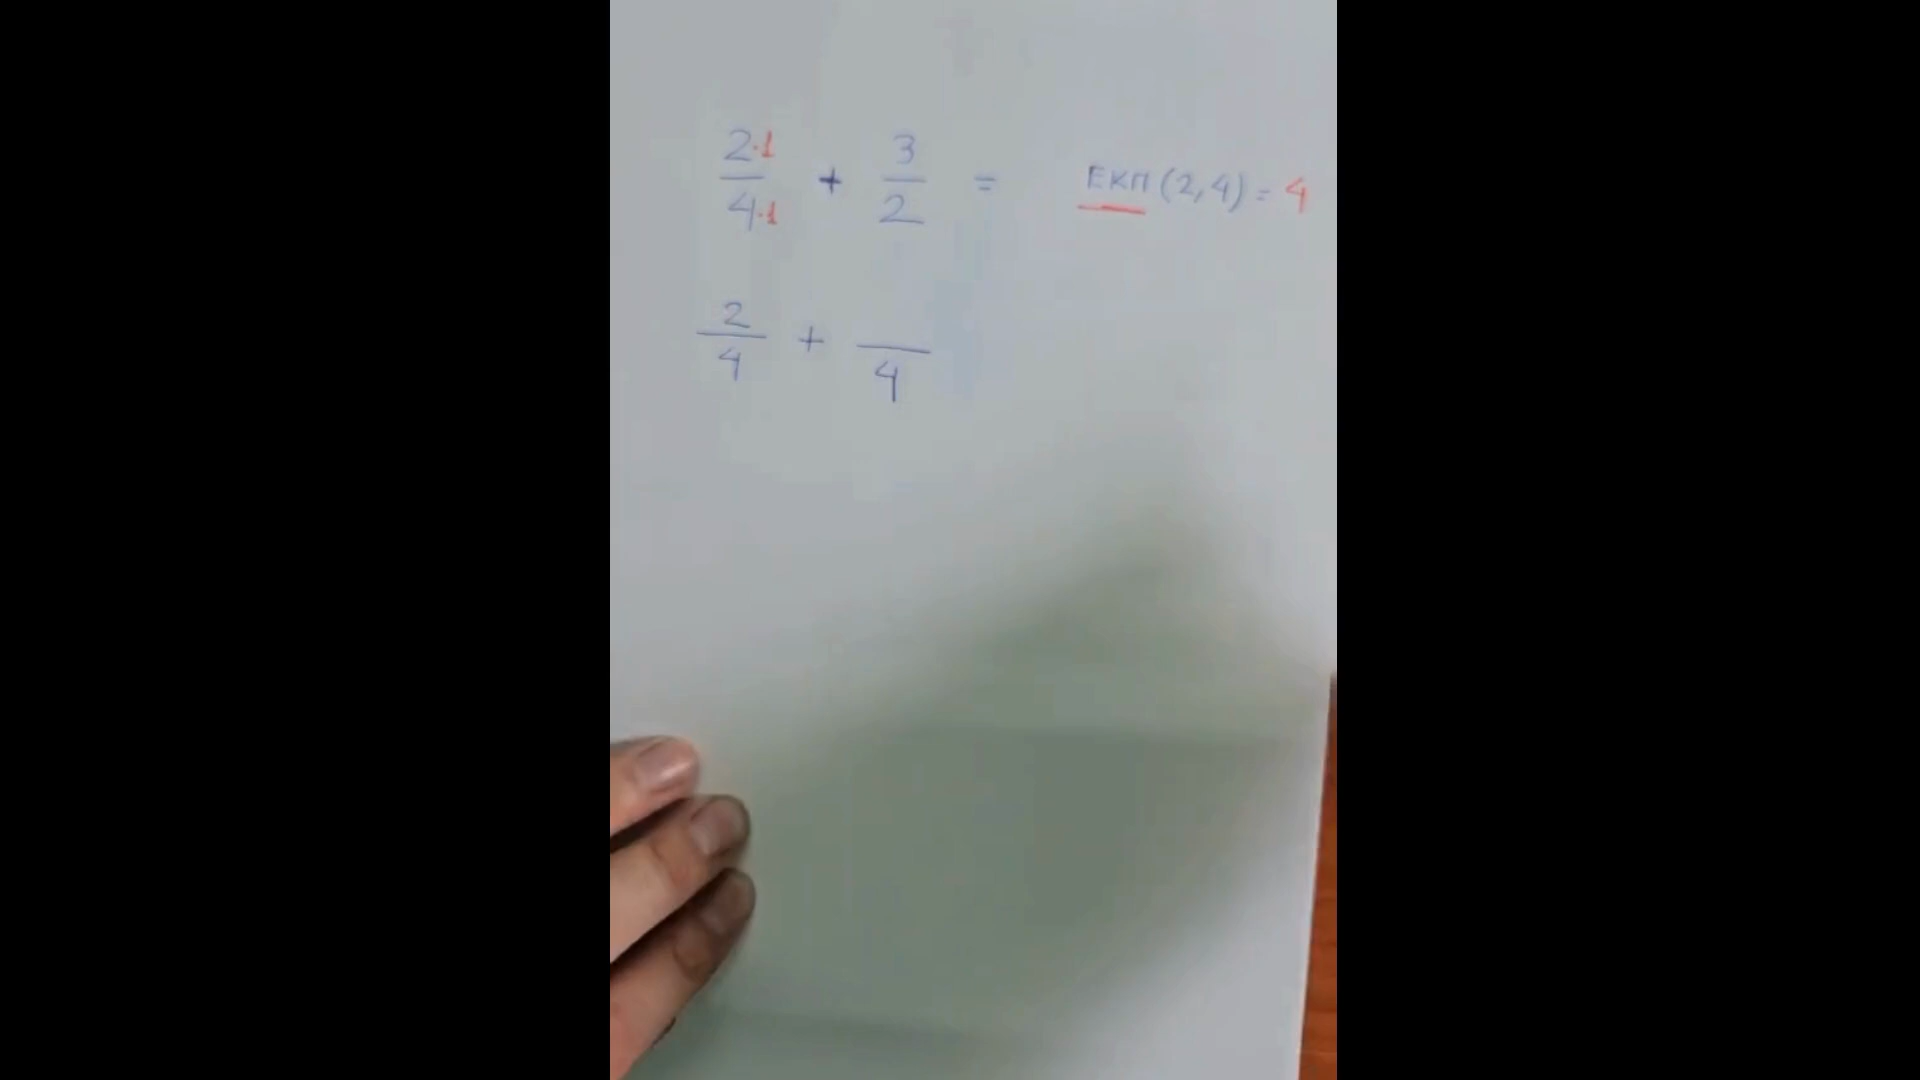 2·1/4·1 + 3/2 = ΕΚΠ (2,4) = 4
2/4 + /4